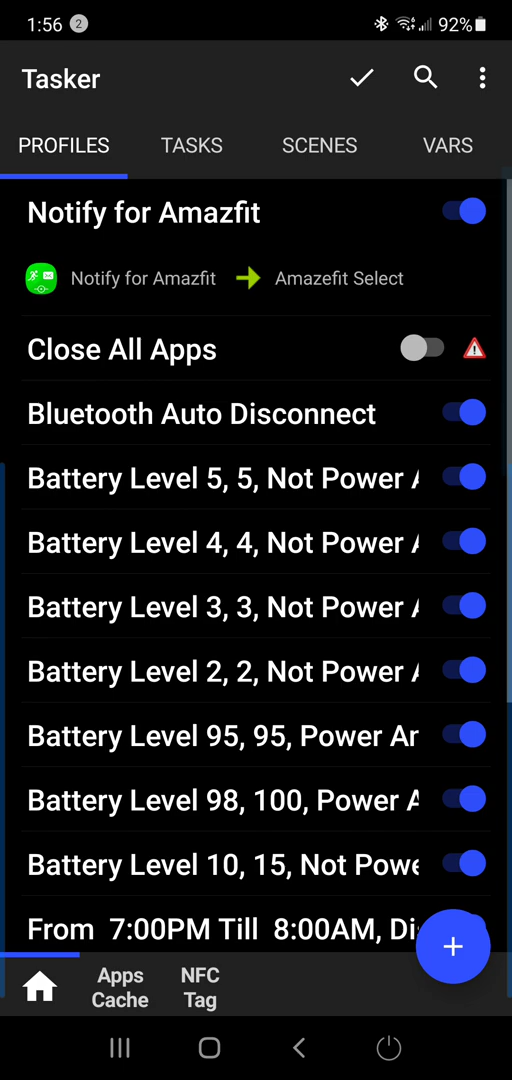 1:56 2 92%
Tasker
PROFILES TASKS SCENES VARS
Notify for Amazfit
Notify for Amazfit Amazefit Select
Close All Apps
Bluetooth Auto Disconnect
Battery Level 5, 5, Not Power A
Battery Level 4, 4, Not Power A
Battery Level 3, 3, Not Power A
Battery Level 2, 2, Not Power A
Battery Level 95, 95, Power An
Battery Level 98, 100, Power A
Battery Level 10, 15, Not Powe
From 7:00PM Till 8:00AM, Di
Apps NFC
Cache Tag